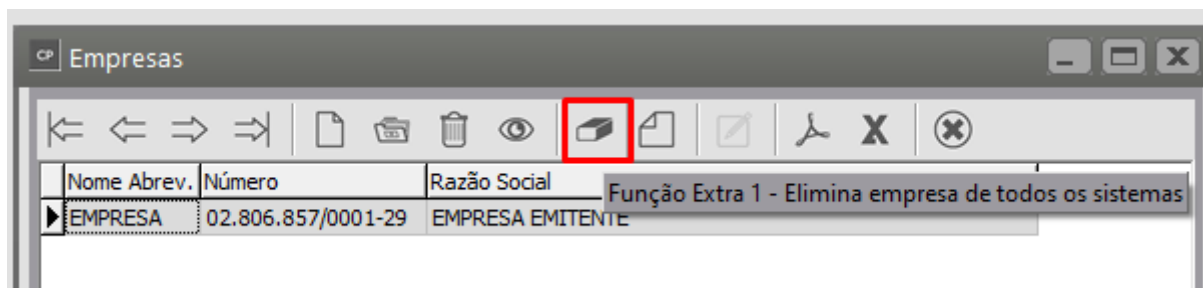 CP Empresas
Nome Abrev. Número Razão Social
Função Extra 1 - Elimina empresa de todos os sistemas
EMPRESA 02.806.857/0001-29 EMPRESA EMITENTE